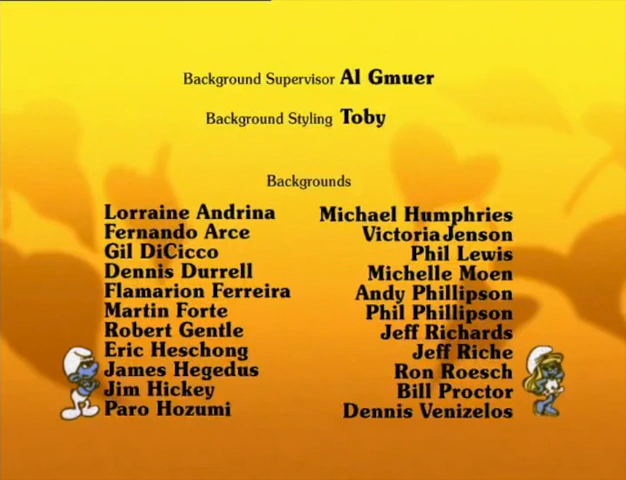 Background Supervisor Al Gmuer
Background Styling Toby
Backgrounds
Lorraine Andrina Michael Humphries
Fernando Arce Victoria Jenson
Gil DiCicco Phil Lewis
Dennis Durrell Michelle Moen
Flamarion Ferreira Andy Phillipson
Martin Forte Phil Phillipson
Robert Gentle Jeff Richards
Eric Heschong Jeff Riche
James Hegedus Ron Roesch
Jim Hickey Bill Proctor
Paro Hozumi Dennis Venizelos